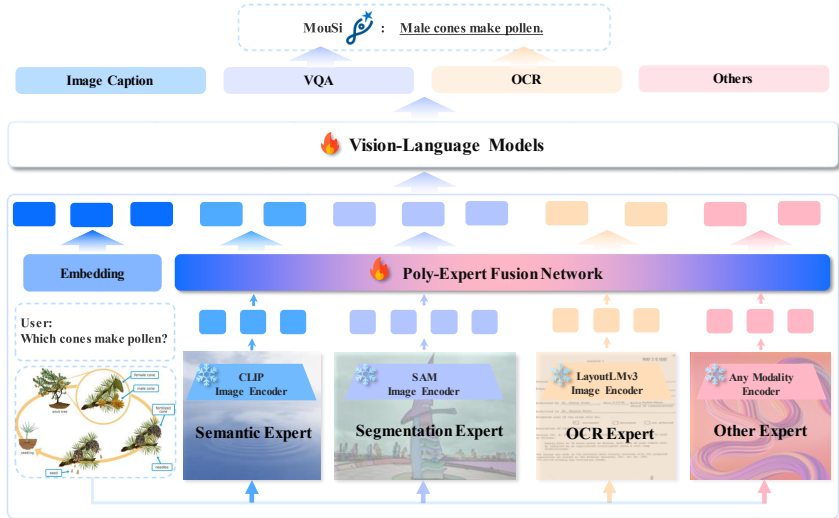 MouSi : Male cones make pollen.
Image Caption
VQA
OCR
Others
Vision-Language Models
Embedding
Poly-Expert Fusion Network
User:
Which cones make pollen?
female cone
male cone
fertilized
cone
needles
seed
seedling
CLIP
Image Encoder
Semantic Expert
SAM
Image Encoder
Segmentation Expert
LayoutLMv3
Image Encoder
OCR Expert
Any Modality
Encoder
Other Expert